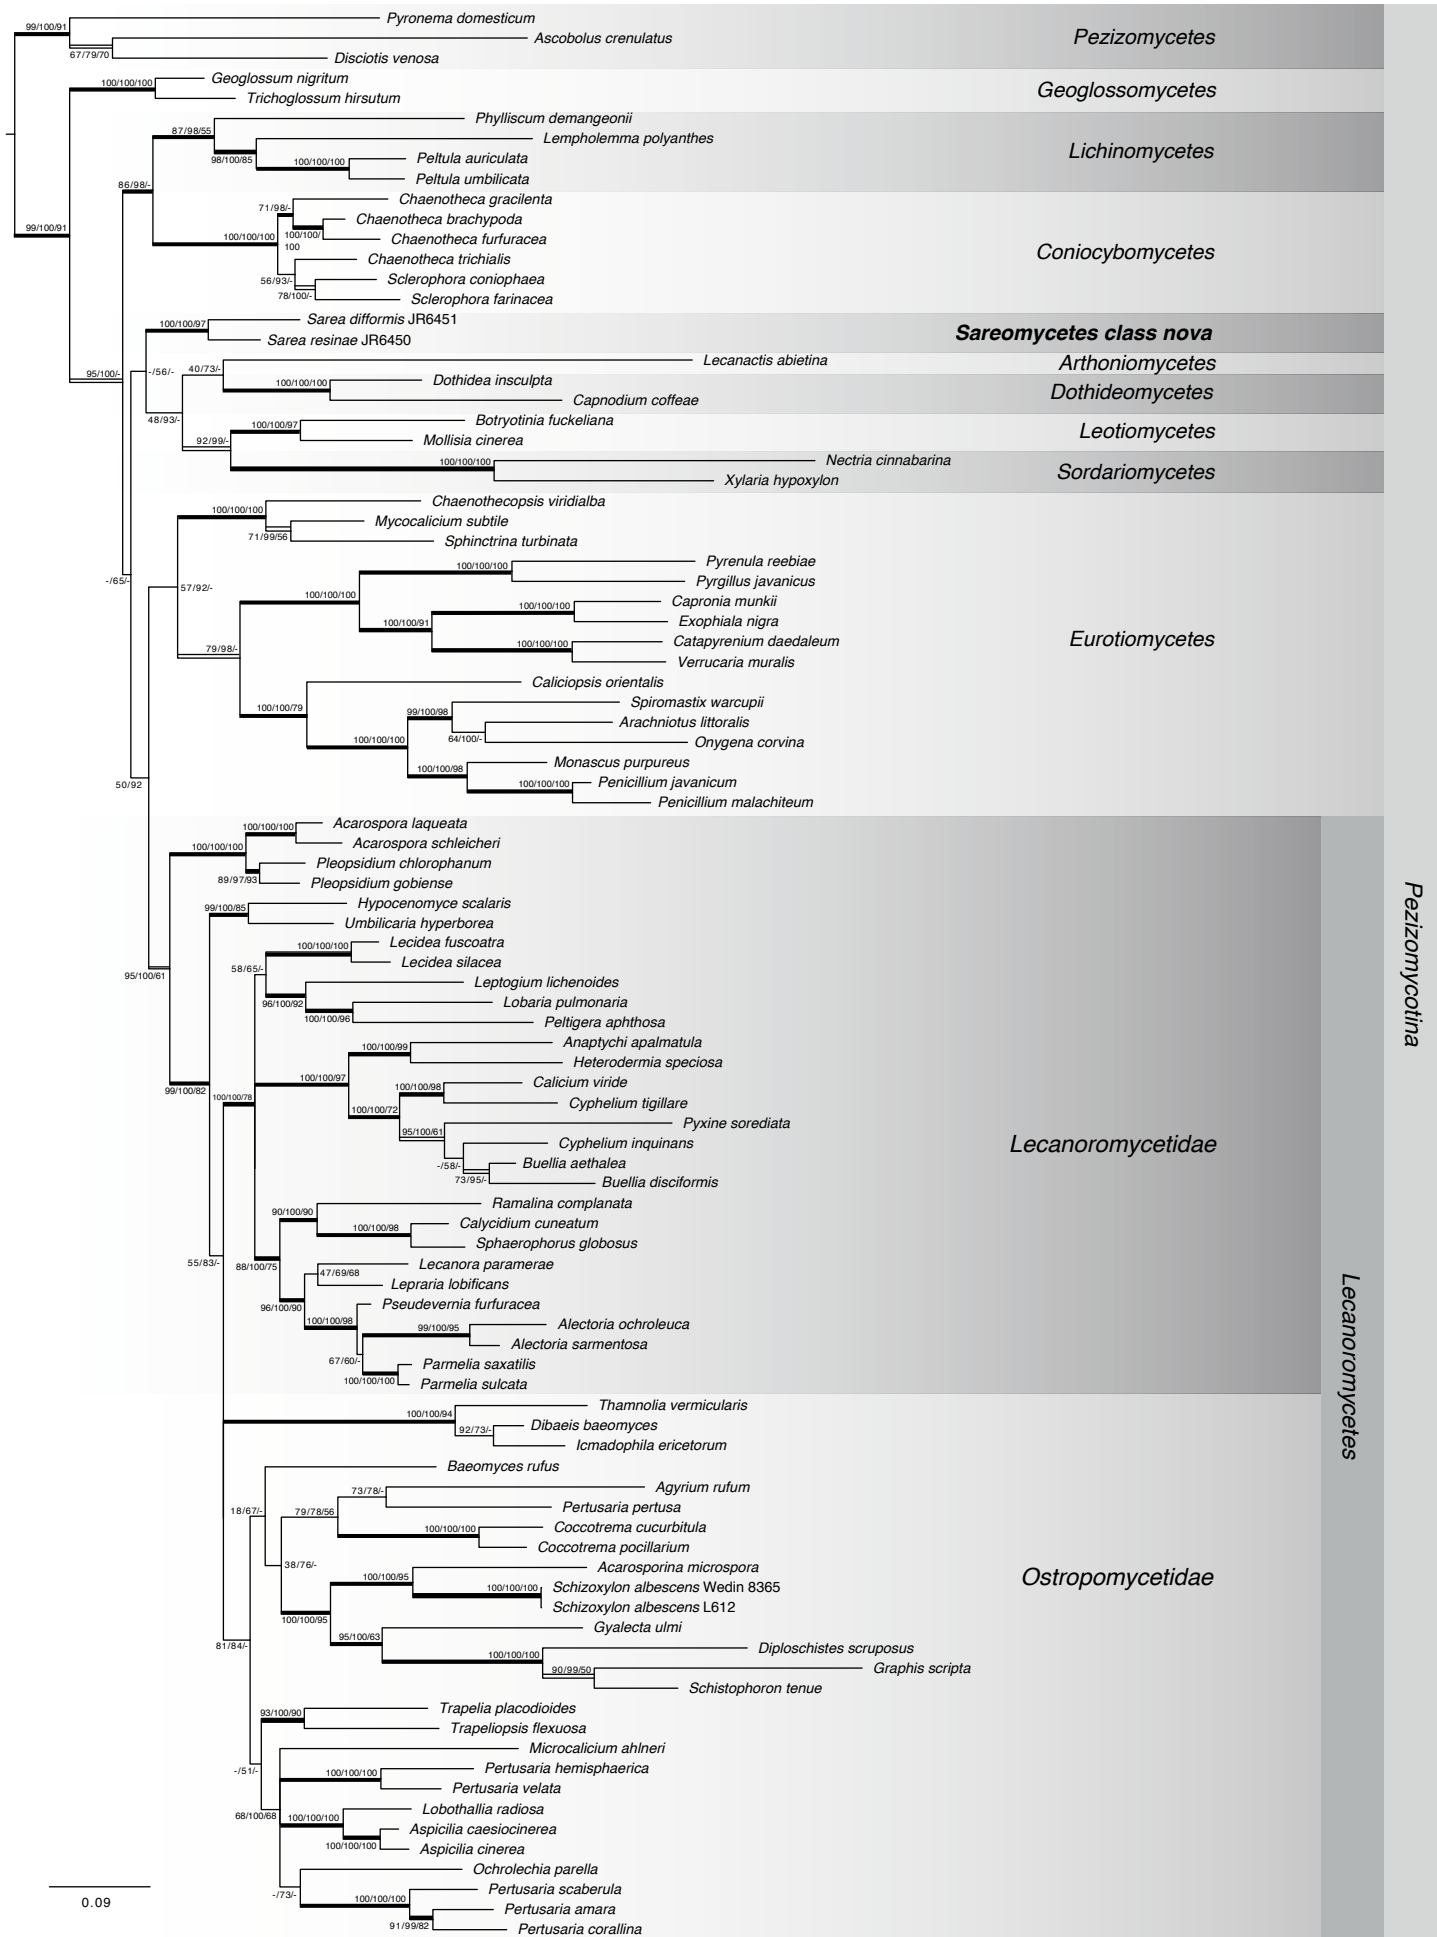 99/100/91
Pyronema domesticum
Ascobolus crenulatus
67/79/70
Disciotis venosa
Pezizomycetes
100/100/100
Geoglossum nigritum
Trichoglossum hirsutum
Geoglossomycetes
87/98/55
Phylliscum demangeonii
Lempholemma polyanthes
98/100/85
100/100/100
Peltula auriculata
Peltula umbilicata
Lichinomycetes
86/98/-
99/100/91
71/98/-
Chaenotheca gracilenta
Chaenotheca brachypoda
100/100/
100
Chaenotheca furfuracea
100/100/100
Chaenotheca trichialis
56/93/-
Sclerophora coniophaea
78/100/-
Sclerophora farinacea
Coniocybomycetes
100/100/97
Sarea difformis JR6451
Sarea resinae JR6450
Sareomycetes class nova
95/100/-
-/56/-
40/73/-
Lecanactis abietina
Arthoniomycetes
100/100/100
Dothidea insculpta
Capnodium coffeae
Dothideomycetes
48/93/-
100/100/97
Botryotinia fuckeliana
Mollisia cinerea
Leotiomycetes
92/99/-
100/100/100
Nectria cinnabarina
Xylaria hypoxylon
Sordariomycetes
100/100/100
Chaenothecopsis viridialba
Mycocalicium subtile
71/99/56
Sphinctrina turbinata
-/65/-
57/92/-
100/100/100
Pyrenula reebiae
Pyrgillus javanicus
100/100/100
100/100/100
Capronia munkii
Exophiala nigra
100/100/91
100/100/100
Catapyrenium daedaleum
Verrucaria muralis
79/98/-
Eurotiomycetes
Caliciopsis orientalis
100/100/79
99/100/98
Spiromastix warcupii
Arachniotus littoralis
64/100/-
Onygena corvina
100/100/100
100/100/98
Monascus purpureus
100/100/100
Penicillium javanicum
Penicillium malachiteum
50/92
100/100/100
Acarospora laqueata
Acarospora schleicheri
100/100/100
Pleopsidium chlorophanum
89/97/93
Pleopsidium gobiense
99/100/85
Hypocenomyce scalaris
Umbilicaria hyperborea
95/100/61
100/100/100
Lecidea fuscoatra
Lecidea silacea
58/65/-
Leptogium lichenoides
96/100/92
Lobaria pulmonaria
100/100/96
Peltigera aphthosa
100/100/99
Anaptychi apalmatula
Heterodermia speciosa
99/100/82
100/100/78
100/100/97
100/100/98
Calicium viride
Cyphelium tigillare
100/100/72
95/100/61
Pyxine sorediata
Cyphelium inquinans
-/58/-
Buellia aethalea
73/95/-
Buellia disciformis
Lecanoromycetidae
90/100/90
Ramalina complanata
100/100/98
Calycidium cuneatum
Sphaerophorus globosus
55/83/-
88/100/75
Lecanora paramerae
47/69/68
Lepraria lobificans
96/100/90
Pseudevernia furfuracea
100/100/98
99/100/95
Alectoria ochroleuca
Alectoria sarmentosa
67/60/-
Parmelia saxatilis
100/100/100
Parmelia sulcata
Pezizomycotina
Lecanoromycetes
100/100/94
Thamnolia vermicularis
92/73/-
Dibaeis baeomyces
Icmadophila ericetorum
Baeomyces rufus
18/67/-
73/78/-
Agyrium rufum
Pertusaria pertusa
79/78/56
100/100/100
Coccotrema cucurbitula
Coccotrema pocillarium
38/76/-
100/100/95
Acarosporina microspora
100/100/100
Schizoxylon albescens Wedin 8365
Schizoxylon albescens L612
100/100/95
95/100/63
Gyalecta ulmi
100/100/100
Diploschistes scruposus
90/99/50
Graphis scripta
Schistophoron tenue
81/84/-
Ostropomycetidae
93/100/90
Trapelia placodioides
Trapeliopsis flexuosa
-/51/-
Microcalicium ahlneri
100/100/100
Pertusaria hemisphaerica
Pertusaria velata
68/100/68
100/100/100
Lobothallia radiosa
Aspicilia caesiocinerea
100/100/100
Aspicilia cinerea
-/73/-
Ochrolechia parella
100/100/100
Pertusaria scaberula
Pertusaria amara
91/99/82
Pertusaria corallina
0.09